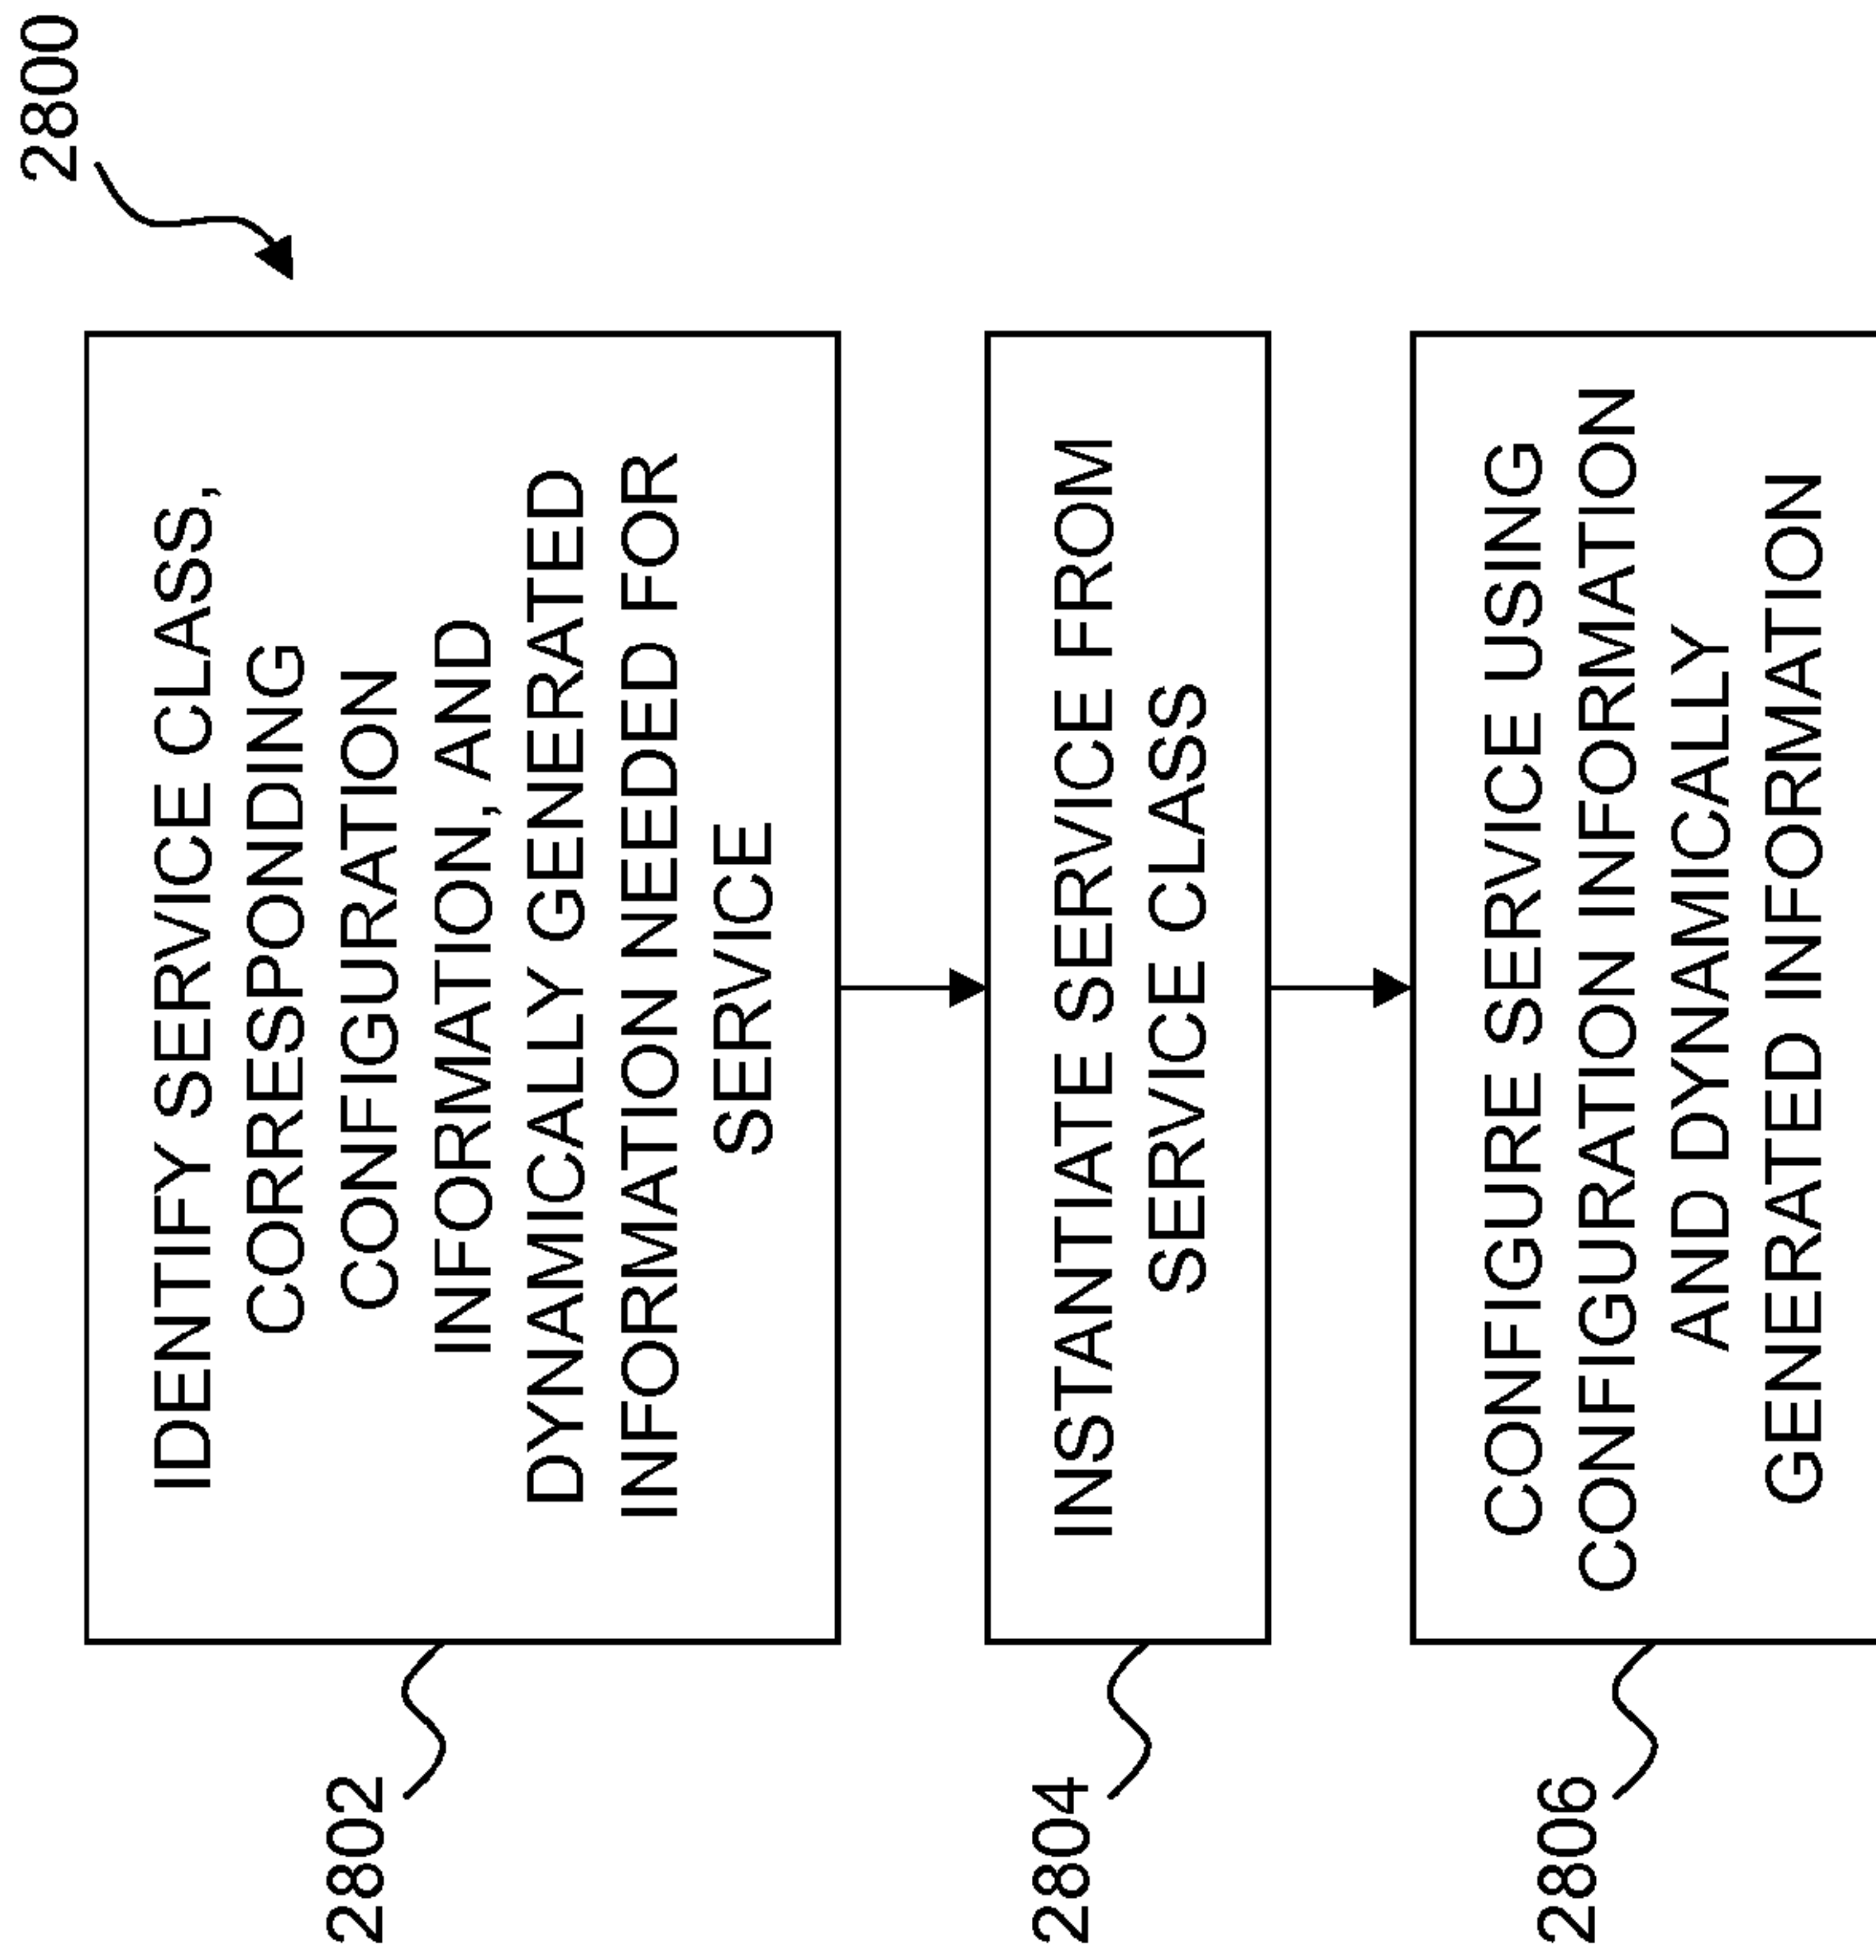 2800
2802
IDENTIFY SERVICE CLASS,
CORRESPONDING
CONFIGURATION
INFORMATION, AND
DYNAMICALLY GENERATED
INFORMATION NEEDED FOR
SERVICE
2804
INSTANTIATE SERVICE FROM
SERVICE CLASS
2806
CONFIGURE SERVICE USING
CONFIGURATION INFORMATION
AND DYNAMICALLY
GENERATED INFORMATION